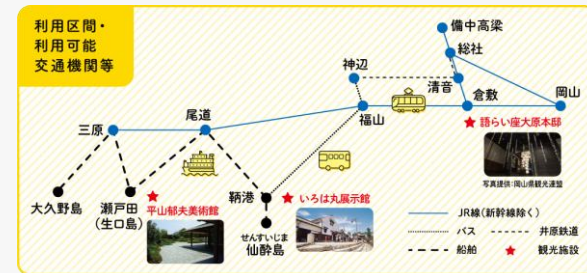 利用区間・
利用可能
交通機関等
備中高梁
総社
神辺
清音
倉敷
岡山
福山
尾道
三原
語らい座大原本邸
写真提供:岡山県観光連盟
大久野島
瀬戸田
(生口島)
平山郁夫美術館
鞆港
いろは丸展示館
せんすいじま
仙酔島
JR線(新幹線除く)
バス
井原鉄道
船舶
観光施設